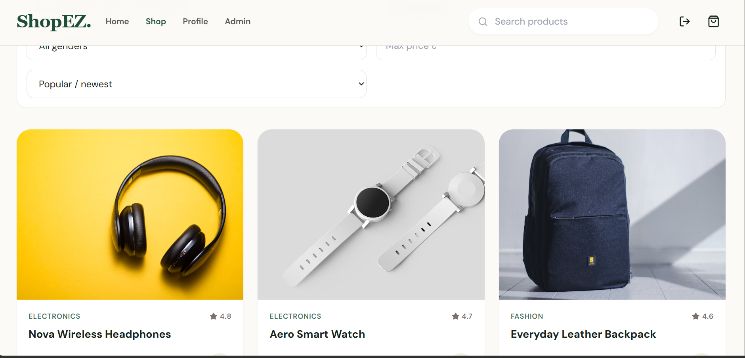 ShopEZ.
Home Shop Profile Admin
Search products
All genders
Max price
Popular / newest
ELECTRONICS ★ 4.8
Nova Wireless Headphones
ELECTRONICS ★ 4.7
Aero Smart Watch
FASHION ★ 4.6
Everyday Leather Backpack